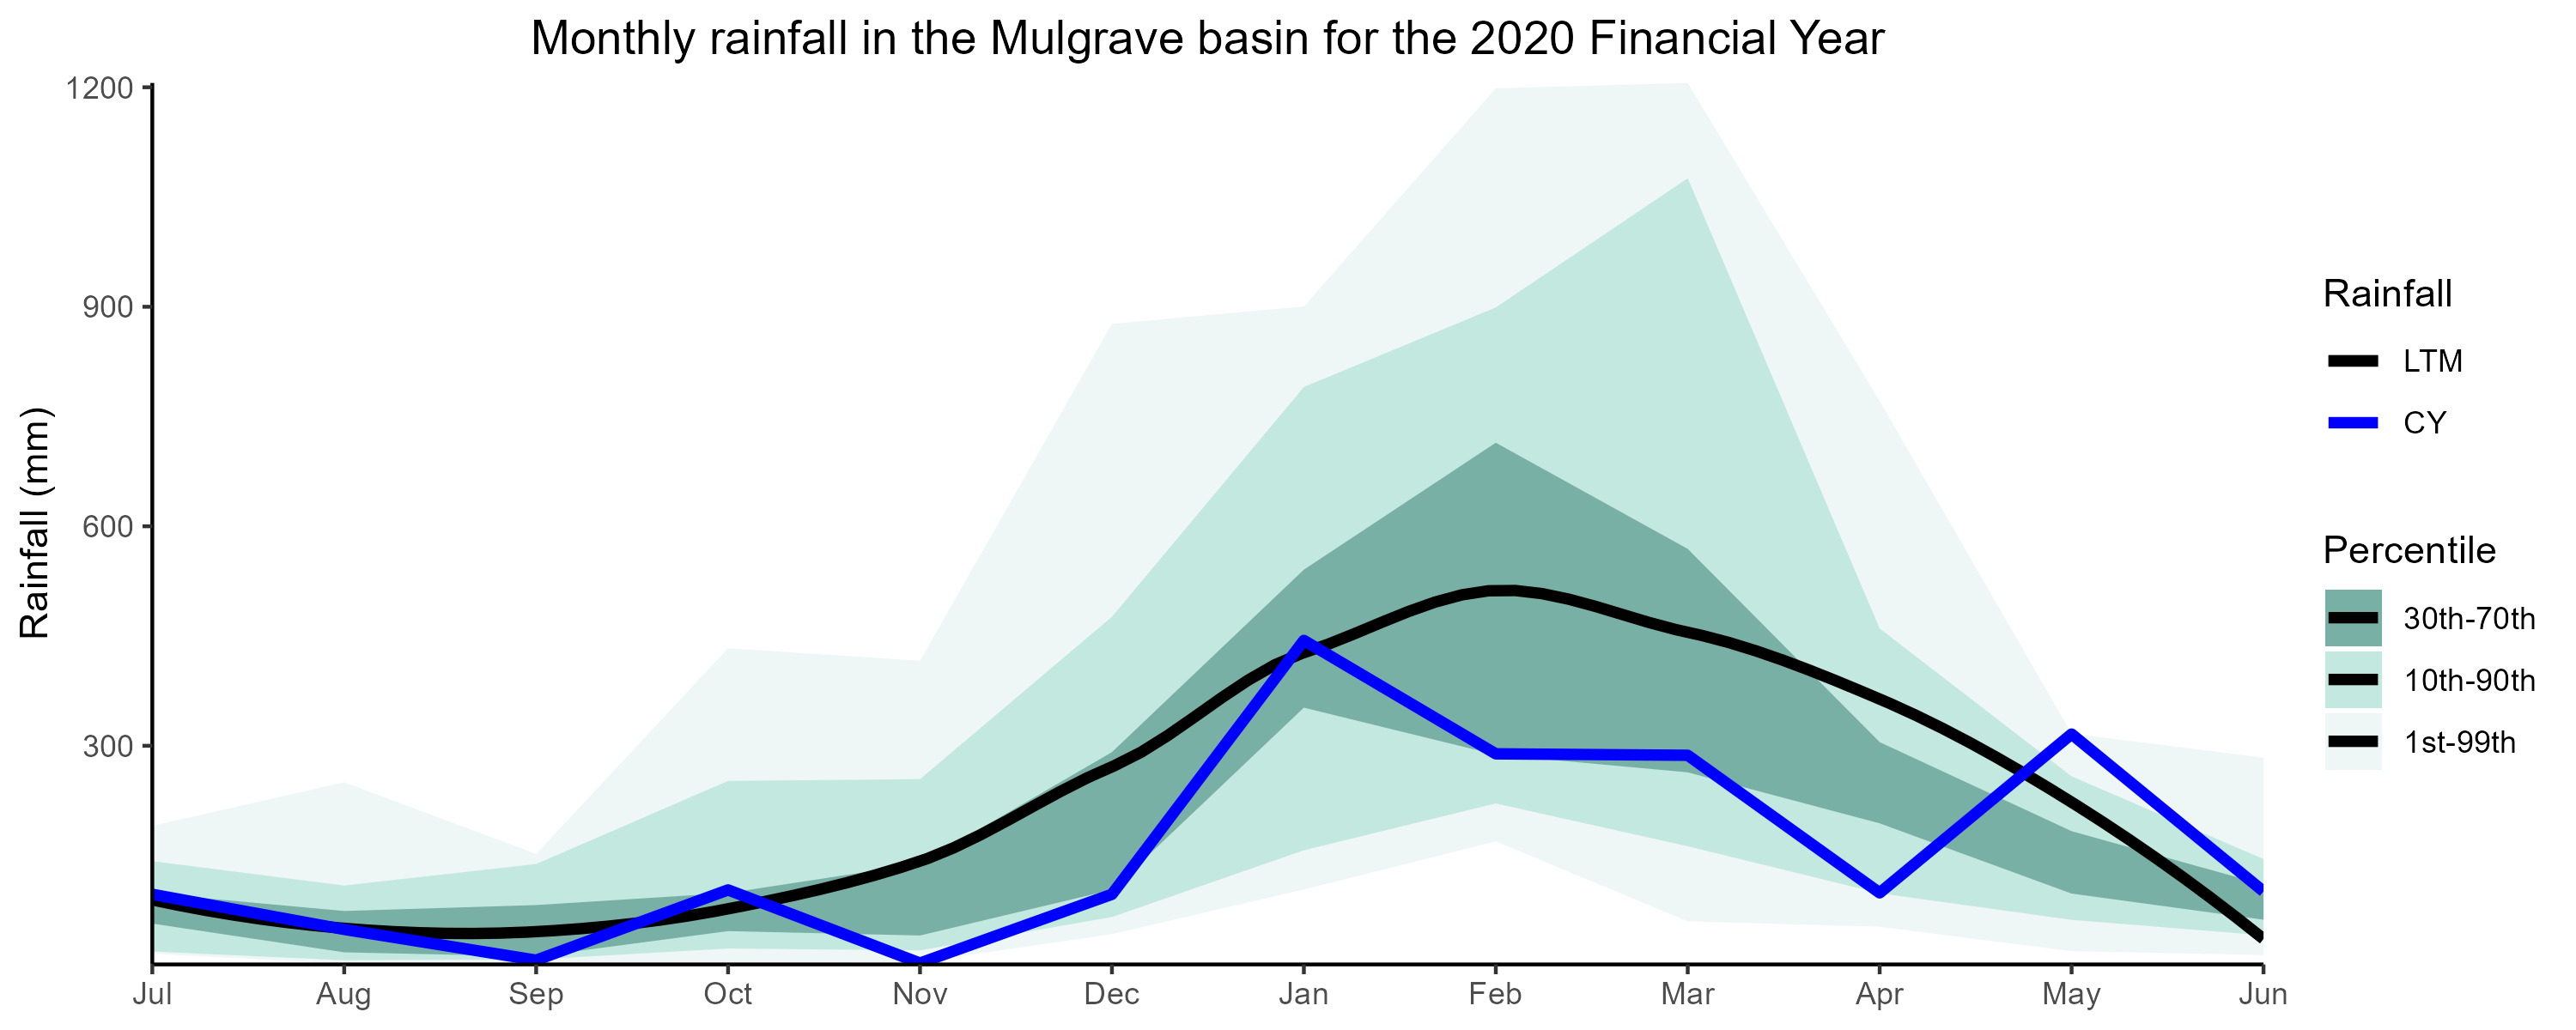 Monthly rainfall in the Mulgrave basin for the 2020 Financial Year
Rainfall (mm)
1200
900
600
300
Jul Aug Sep Oct Nov Dec Jan Feb Mar Apr May Jun
Rainfall
LTM
CY
Percentile
30th-70th
10th-90th
1st-99th